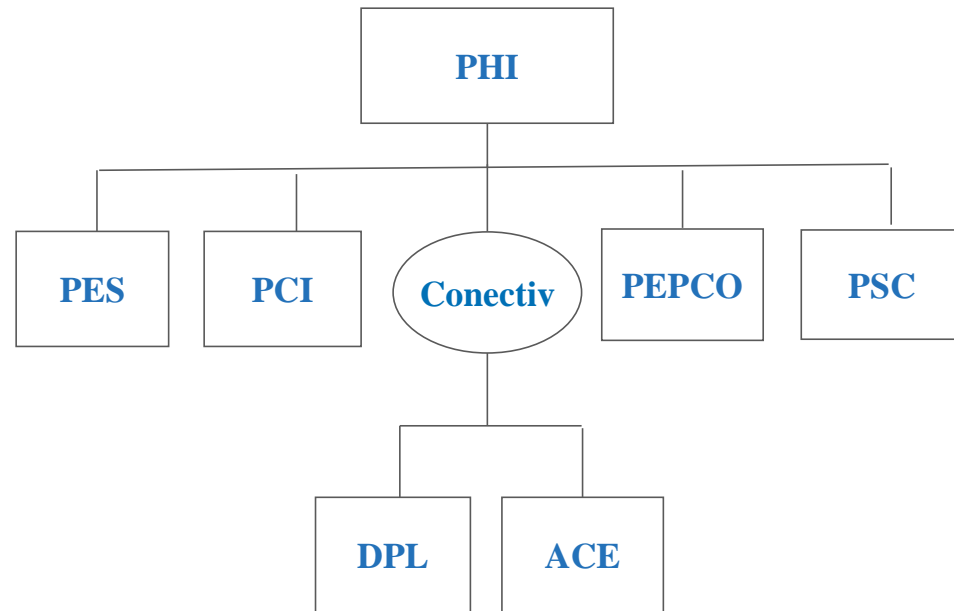 PHI
PES
PCI
Conectiv
PEPCO
PSC
DPL
ACE